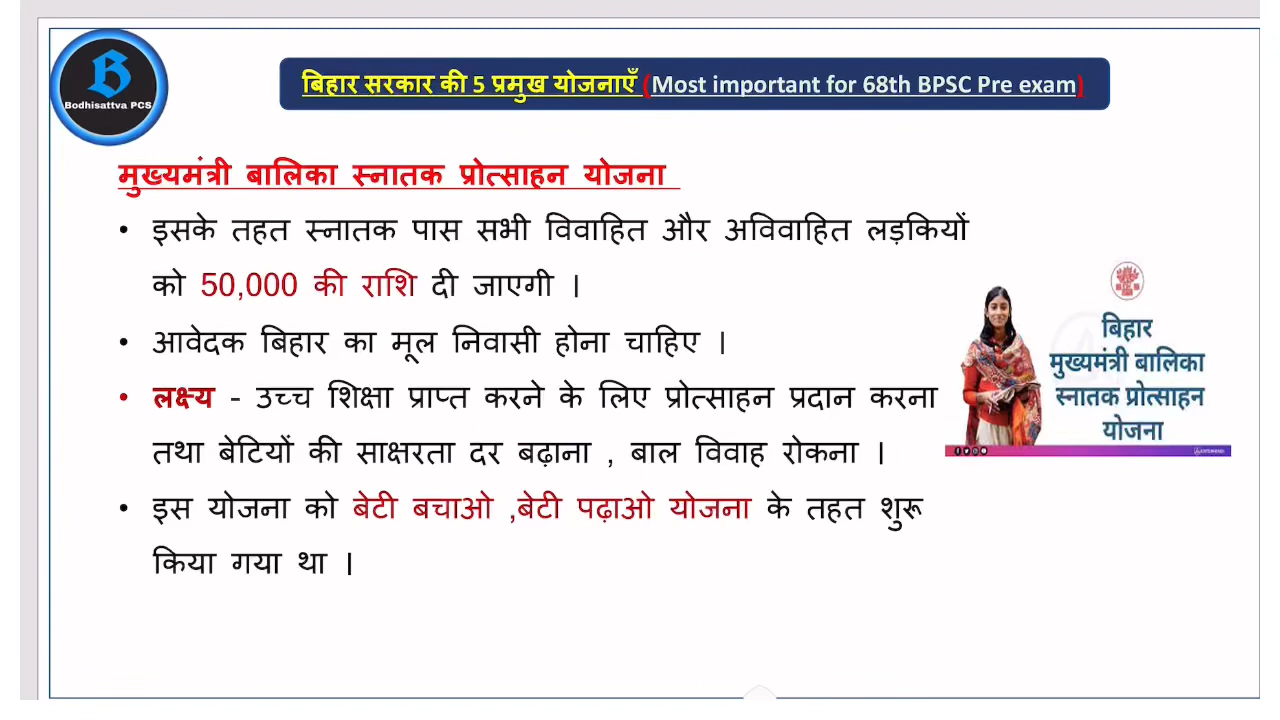 B
Bodhisattva PCS
बिहार सरकार की 5 प्रमुख योजनाएँ (Most important for 68th BPSC Pre exam)
मुख्यमंत्री बालिका स्नातक प्रोत्साहन योजना
• इसके तहत स्नातक पास सभी विवाहित और अविवाहित लड़कियों
को 50,000 की राशि दी जाएगी ।
• आवेदक बिहार का मूल निवासी होना चाहिए ।
• लक्ष्य - उच्च शिक्षा प्राप्त करने के लिए प्रोत्साहन प्रदान करना
तथा बेटियों की साक्षरता दर बढ़ाना , बाल विवाह रोकना ।
• इस योजना को बेटी बचाओ ,बेटी पढ़ाओ योजना के तहत शुरू
किया गया था ।
बिहार
मुख्यमंत्री बालिका
स्नातक प्रोत्साहन
योजना